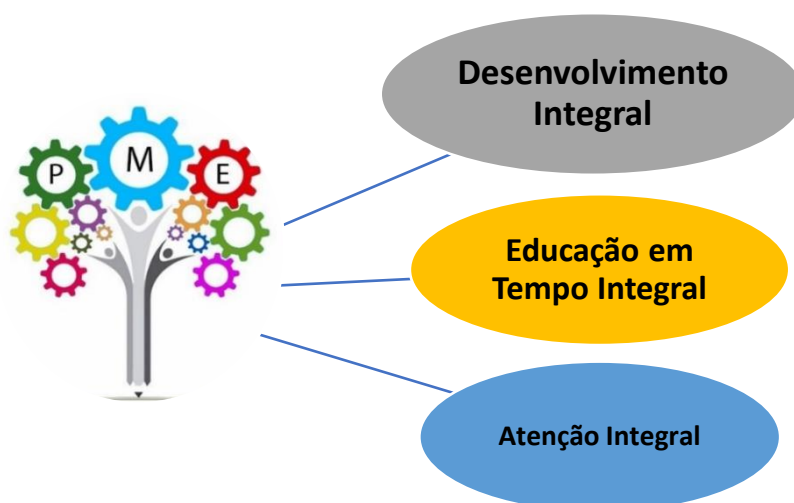 P M E
Desenvolvimento
Integral
Educação em
Tempo Integral
Atenção Integral